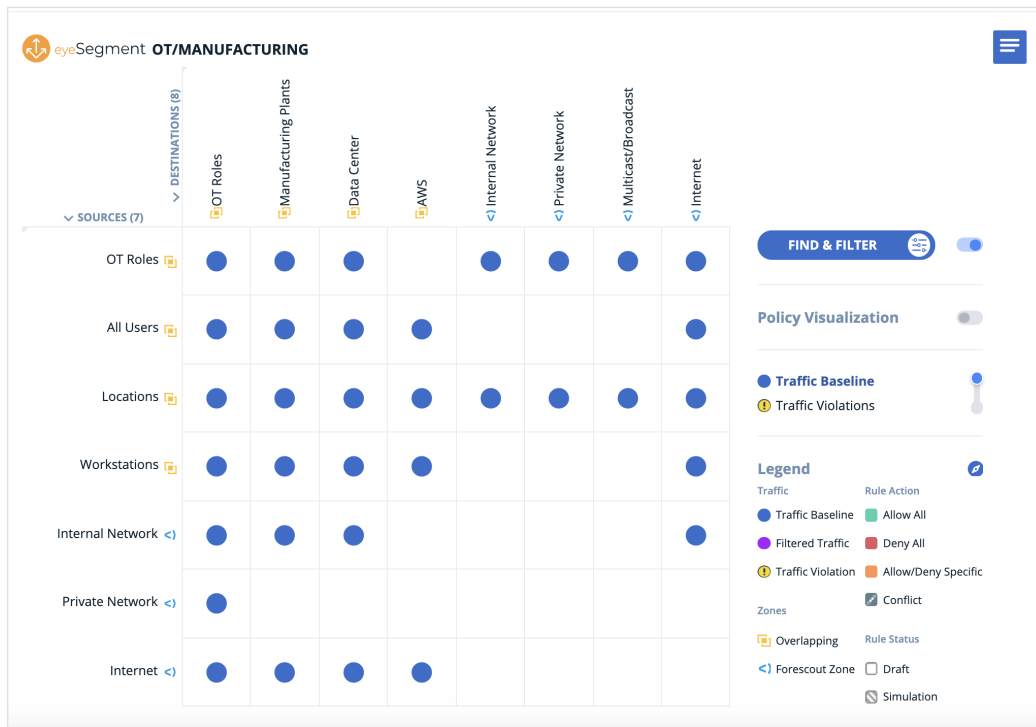 eyeSegment OT/MANUFACTURING
DESTINATIONS (8)
OT Roles
Manufacturing Plants
Data Center
AWS
Internal Network
Private Network
Multicast/Broadcast
Internet
SOURCES (7)
OT Roles
All Users
Locations
Workstations
Internal Network
Private Network
Internet
FIND & FILTER
Policy Visualization
Traffic Baseline
Traffic Violations
Legend
Traffic
Traffic Baseline
Filtered Traffic
Traffic Violation
Zones
Overlapping
Forescout Zone
Rule Action
Allow All
Deny All
Allow/Deny Specific
Conflict
Rule Status
Draft
Simulation